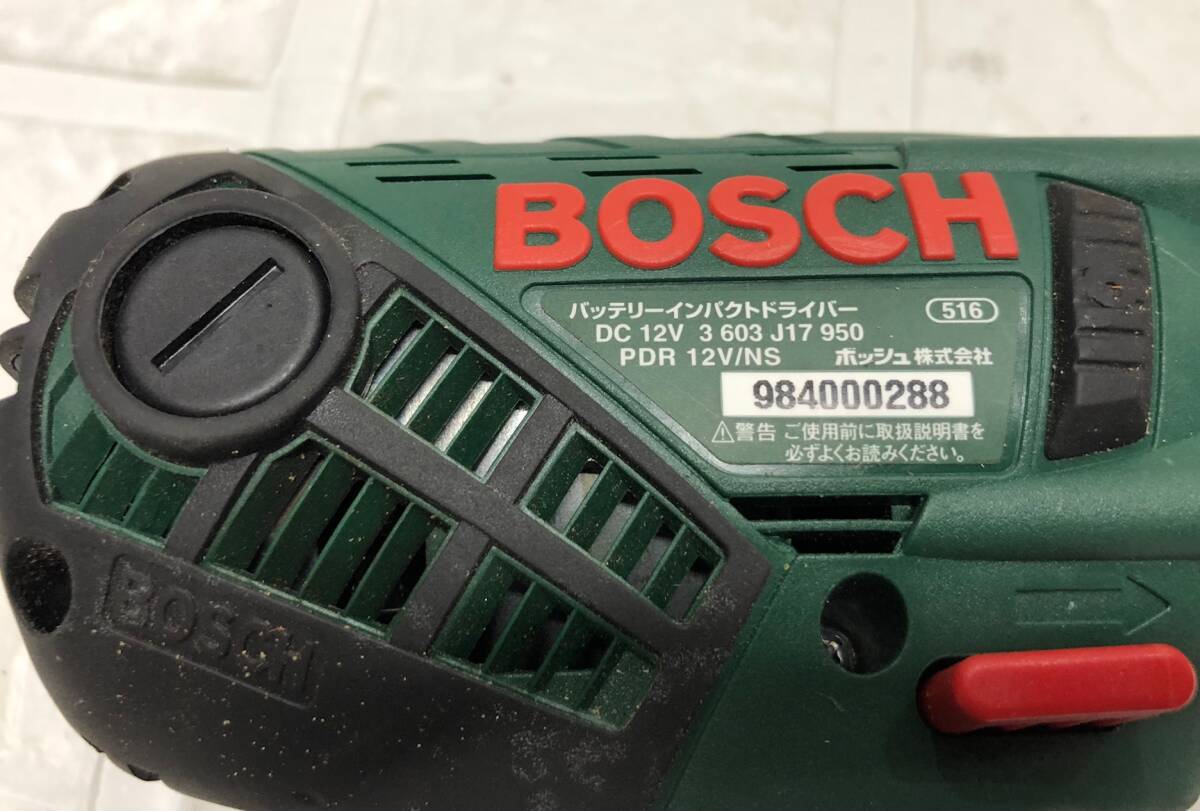 BOSCH
バッテリーインパクトドライバー
516
DC 12V 3 603 J17 950
PDR 12V/NS ボッシュ株式会社
984000288
⚠警告 ご使用前に取扱説明書を
必ずよくお読みください。
BOSCH